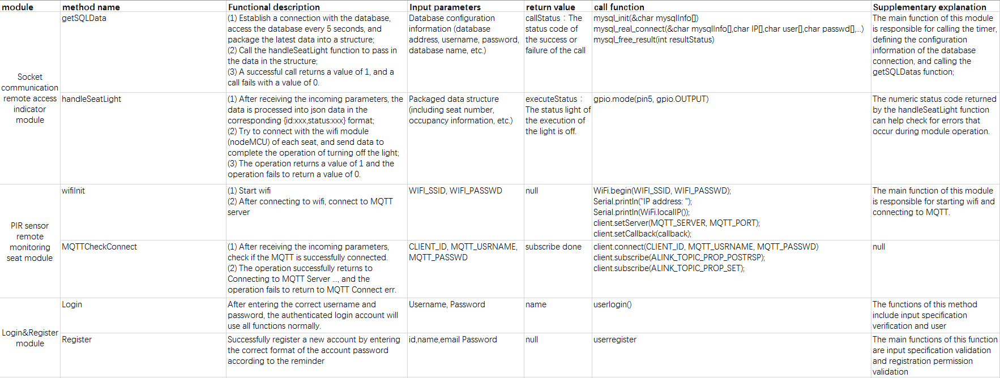 module
method name
Functional description
Input parameters
return value
call function
Supplementary explanation
Socket
communication
remote access
indicator
module
getSQLData
(1) Establish a connection with the database,
access the database every 5 seconds, and
package the latest data into a structure;
(2) Call the handleSeatLight function to pass in
the data in the structure;
(3) A successful call returns a value of 1, and a
call fails with a value of 0.
Database configuration
information (database
address, username, password,
database name, etc.)
callStatus：The
status code of
the success or
failure of the call
mysql_init(&char mysqlInfo[])
mysql_real_connect(&char mysqlInfo[],char IP[],char user[],char passwd[],...)
mysql_free_result(int resultStatus)
The main function of this module
is responsible for calling the timer,
defining the configuration
information of the database
connection, and calling the
getSQLDatas function;
handleSeatLight
(1) After receiving the incoming parameters, the
data is processed into json data in the
corresponding {id:xxx,status:xxx} format;
(2) Try to connect with the wifi module
(nodeMCU) of each seat, and send data to
complete the operation of turning off the light;
(3) The operation returns a value of 1 and the
operation fails to return a value of 0.
Packaged data structure
(including seat number,
occupancy information, etc.)
executeStatus：
The status light of
the execution of
the light is off.
gpio.mode(pin5, gpio.OUTPUT)
The numeric status code returned
by the handleSeatLight function
can help check for errors that
occur during module operation.
PIR sensor
remote
monitoring
seat module
wifiInit
(1) Start wifi
(2) After connecting to wifi, connect to MQTT
server
WIFI_SSID, WIFI_PASSWD
null
WiFi.begin(WIFI_SSID, WIFI_PASSWD);
Serial.println("IP address: ");
Serial.println(WiFi.localIP());
client.setServer(MQTT_SERVER, MQTT_PORT);
client.setCallback(callback);
The main function of this module
is responsible for starting wifi and
connecting to MQTT.
MQTTCheckConnect
(1) After receiving the incoming parameters,
check if the MQTT is successfully connected.
(2) The operation successfully returns to
Connecting to MQTT Server ..., and the
operation fails to return to MQTT Connect err.
CLIENT_ID, MQTT_USRNAME,
MQTT_PASSWD
subscribe done
client.connect(CLIENT_ID, MQTT_USRNAME, MQTT_PASSWD)
client.subscribe(ALINK_TOPIC_PROP_POSTRSP);
client.subscribe(ALINK_TOPIC_PROP_SET);
null
Login&Register
module
Login
After entering the correct username and
password, the authenticated login account will
use all functions normally.
Username, Password
name
userlogin()
The functions of this method
include input specification
verification and user
Register
Successfully register a new account by entering
the correct format of the account password
according to the reminder
id,name,email Password
null
userregister
The main functions of this function
are input specification validation
and registration permission
validation